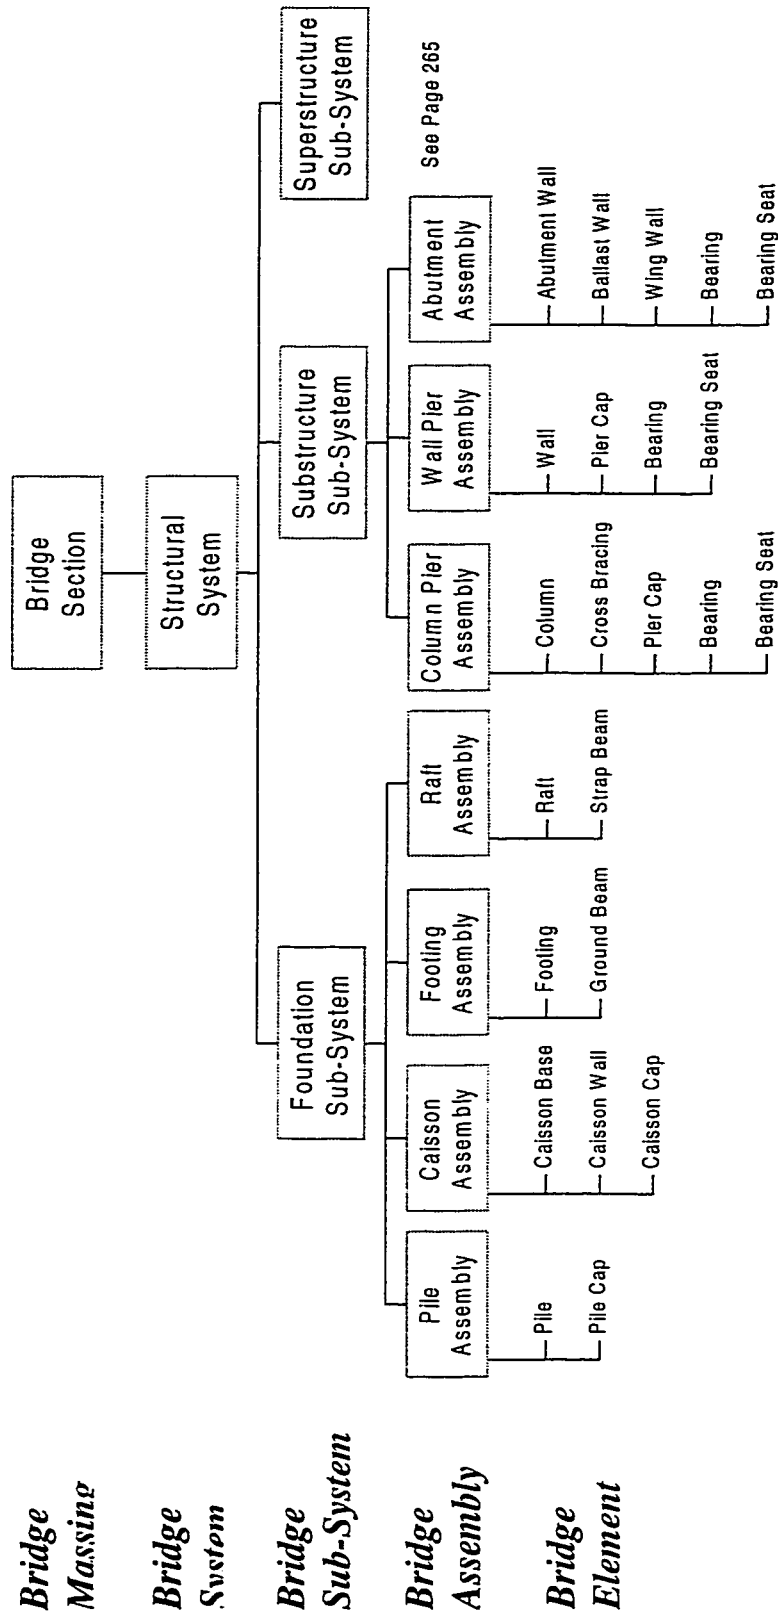 Bridge
Massing
Bridge
System
Bridge
Sub-System
Bridge
Assembly
Bridge
Element
Bridge
Section
Structural
System
Foundation
Sub-System
Substructure
Sub-System
Superstructure
Sub-System
Pile
Assembly
Caisson
Assembly
Footing
Assembly
Raft
Assembly
Column Pier
Assembly
Wall Pier
Assembly
Abutment
Assembly
See Page 265
Pile
Pile Cap
Caisson Base
Caisson Wall
Caisson Cap
Footing
Ground Beam
Raft
Strap Beam
Column
Cross Bracing
Pier Cap
Bearing
Bearing Seat
Wall
Pier Cap
Bearing
Bearing Seat
Abutment Wall
Ballast Wall
Wing Wall
Bearing
Bearing Seat